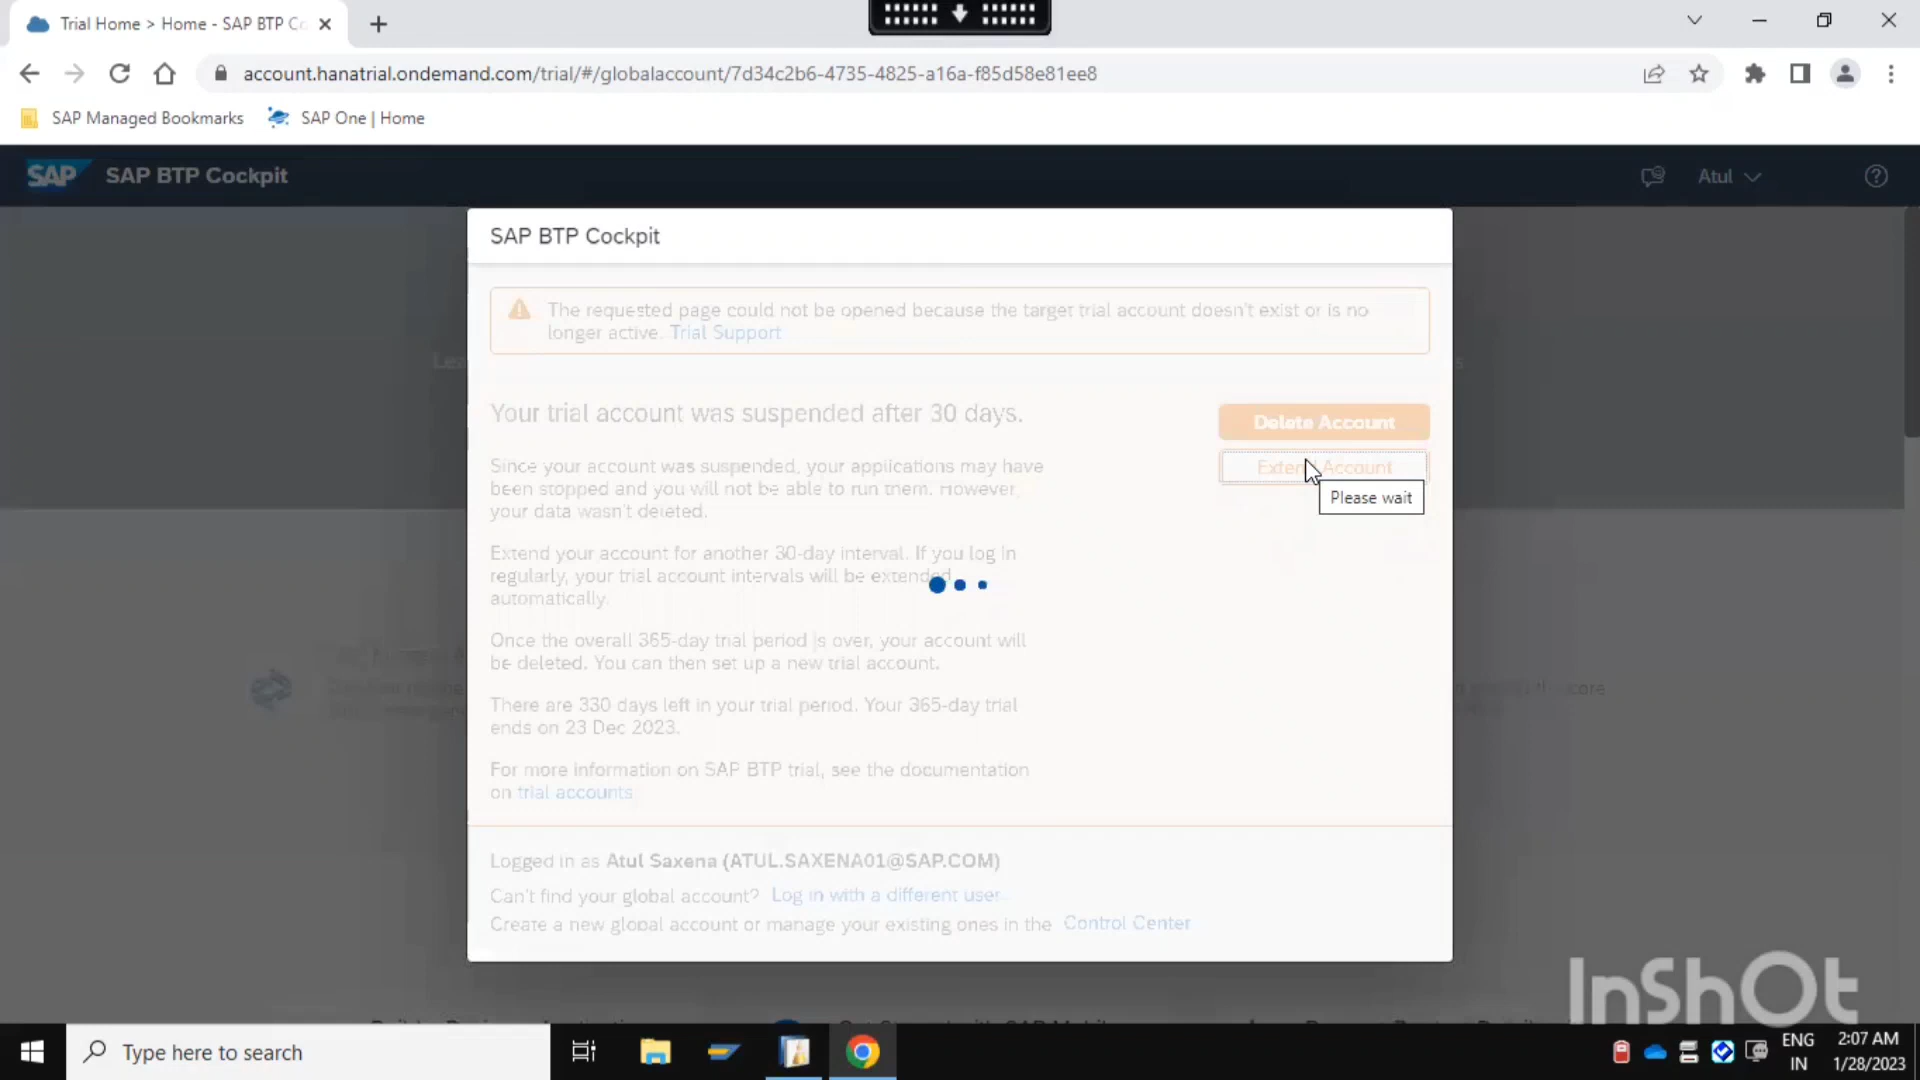 Trial Home > Home - SAP BTP Co
account.hanatrial.ondemand.com/trial/#/globalaccount/7d34c2b6-4735-4825-a16a-f85d58e81ee8
SAP Managed Bookmarks
SAP One | Home
SAP
SAP BTP Cockpit
Atul
SAP BTP Cockpit
The requested page could not be opened because the target trial account doesn't exist or is no
longer active. Trial Support
Your trial account was suspended after 30 days.
Delete Account
Since your account was suspended, your applications may have
been stopped and you will not be able to run them. However,
your data wasn't deleted.
Extend Account
Please wait
Extend your account for another 30-day interval. If you log in
regularly, your trial account intervals will be extended
automatically.
Once the overall 365-day trial period is over, your account will
be deleted. You can then set up a new trial account.
There are 330 days left in your trial period. Your 365-day trial
ends on 23 Dec 2023.
For more information on SAP BTP trial, see the documentation
on trial accounts
Logged in as Atul Saxena (ATUL.SAXENA01@SAP.COM)
Can't find your global account? Log in with a different user
Create a new global account or manage your existing ones in the Control Center
InShOt
Type here to search
ENG
IN
2:07 AM
1/28/2023